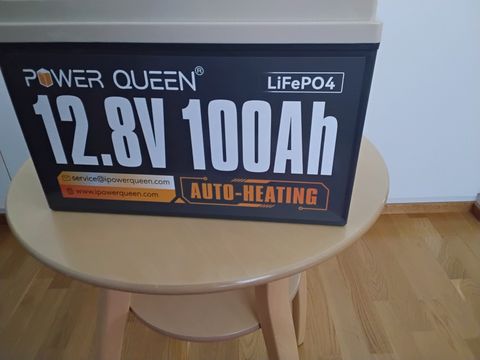 POWER QUEEN®
LiFePO4
12.8V 100Ah
service@ipowerqueen.com
www.ipowerqueen.com
AUTO-HEATING